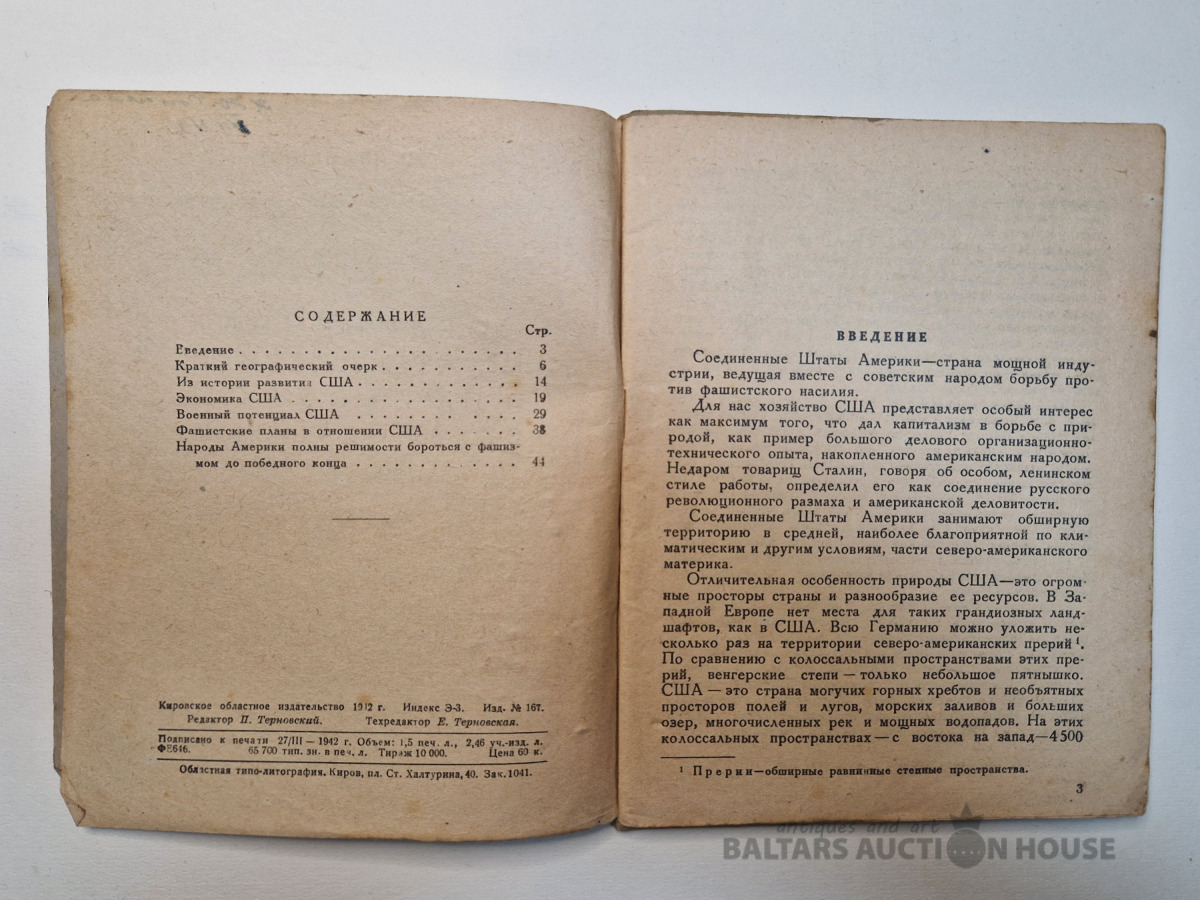 СОДЕРЖАНИЕ
Стр.
Введение . . . . . . . . . . . . . . . . . . . . . . 3
Краткий географический очерк . . . . . . . . . . . 6
Из истории развития США . . . . . . . . . . . . . 14
Экономика США . . . . . . . . . . . . . . . . . . 19
Военный потенциал США . . . . . . . . . . . . . 29
Фашистские планы в отношении США . . . . . . . 38
Народы Америки полны решимости бороться с фашиз-
мом до победного конца . . . . . . . . . . . . . 44
Кировское областное издательство 1942 г. Индекс Э-3. Изд. № 167.
Редактор П. Терновский. Техредактор Е. Терновская.
Подписано к печати 27/III — 1942 г. Объем: 1,5 печ. л., 2,46 уч.-изд. л.
ФЕ646. 65 700 тип. зн. в печ. л. Тираж 10 000. Цена 60 к.
Областная типо-литография. Киров, пл. Ст. Халтурина, 40. Зак. 1041.
ВВЕДЕНИЕ
Соединенные Штаты Америки—страна мощной инду-
стрии, ведущая вместе с советским народом борьбу про-
тив фашистского насилия.
Для нас хозяйство США представляет особый интерес
как максимум того, что дал капитализм в борьбе с при-
родой, как пример большого делового организационно-
технического опыта, накопленного американским народом.
Недаром товарищ Сталин, говоря об особом, ленинском
стиле работы, определил его как соединение русского
революционного размаха и американской деловитости.
Соединенные Штаты Америки занимают обширную
территорию в средней, наиболее благоприятной по кли-
матическим и другим условиям, части северо-американского
материка.
Отличительная особенность природы США—это огром-
ные просторы страны и разнообразие ее ресурсов. В За-
падной Европе нет места для таких грандиозных ланд-
шафтов, как в США. Всю Германию можно уложить не-
сколько раз на территории северо-американских прерий ¹.
По сравнению с колоссальными пространствами этих пре-
рий, венгерские степи — только небольшое пятнышко.
США — это страна могучих горных хребтов и необъятных
просторов полей и лугов, морских заливов и больших
озер, многочисленных рек и мощных водопадов. На этих
колоссальных пространствах — с востока на запад—4500
¹ Прерии—обширные равнинные степные пространства.
3
antiques and art
BALTARS AUCTION HOUSE